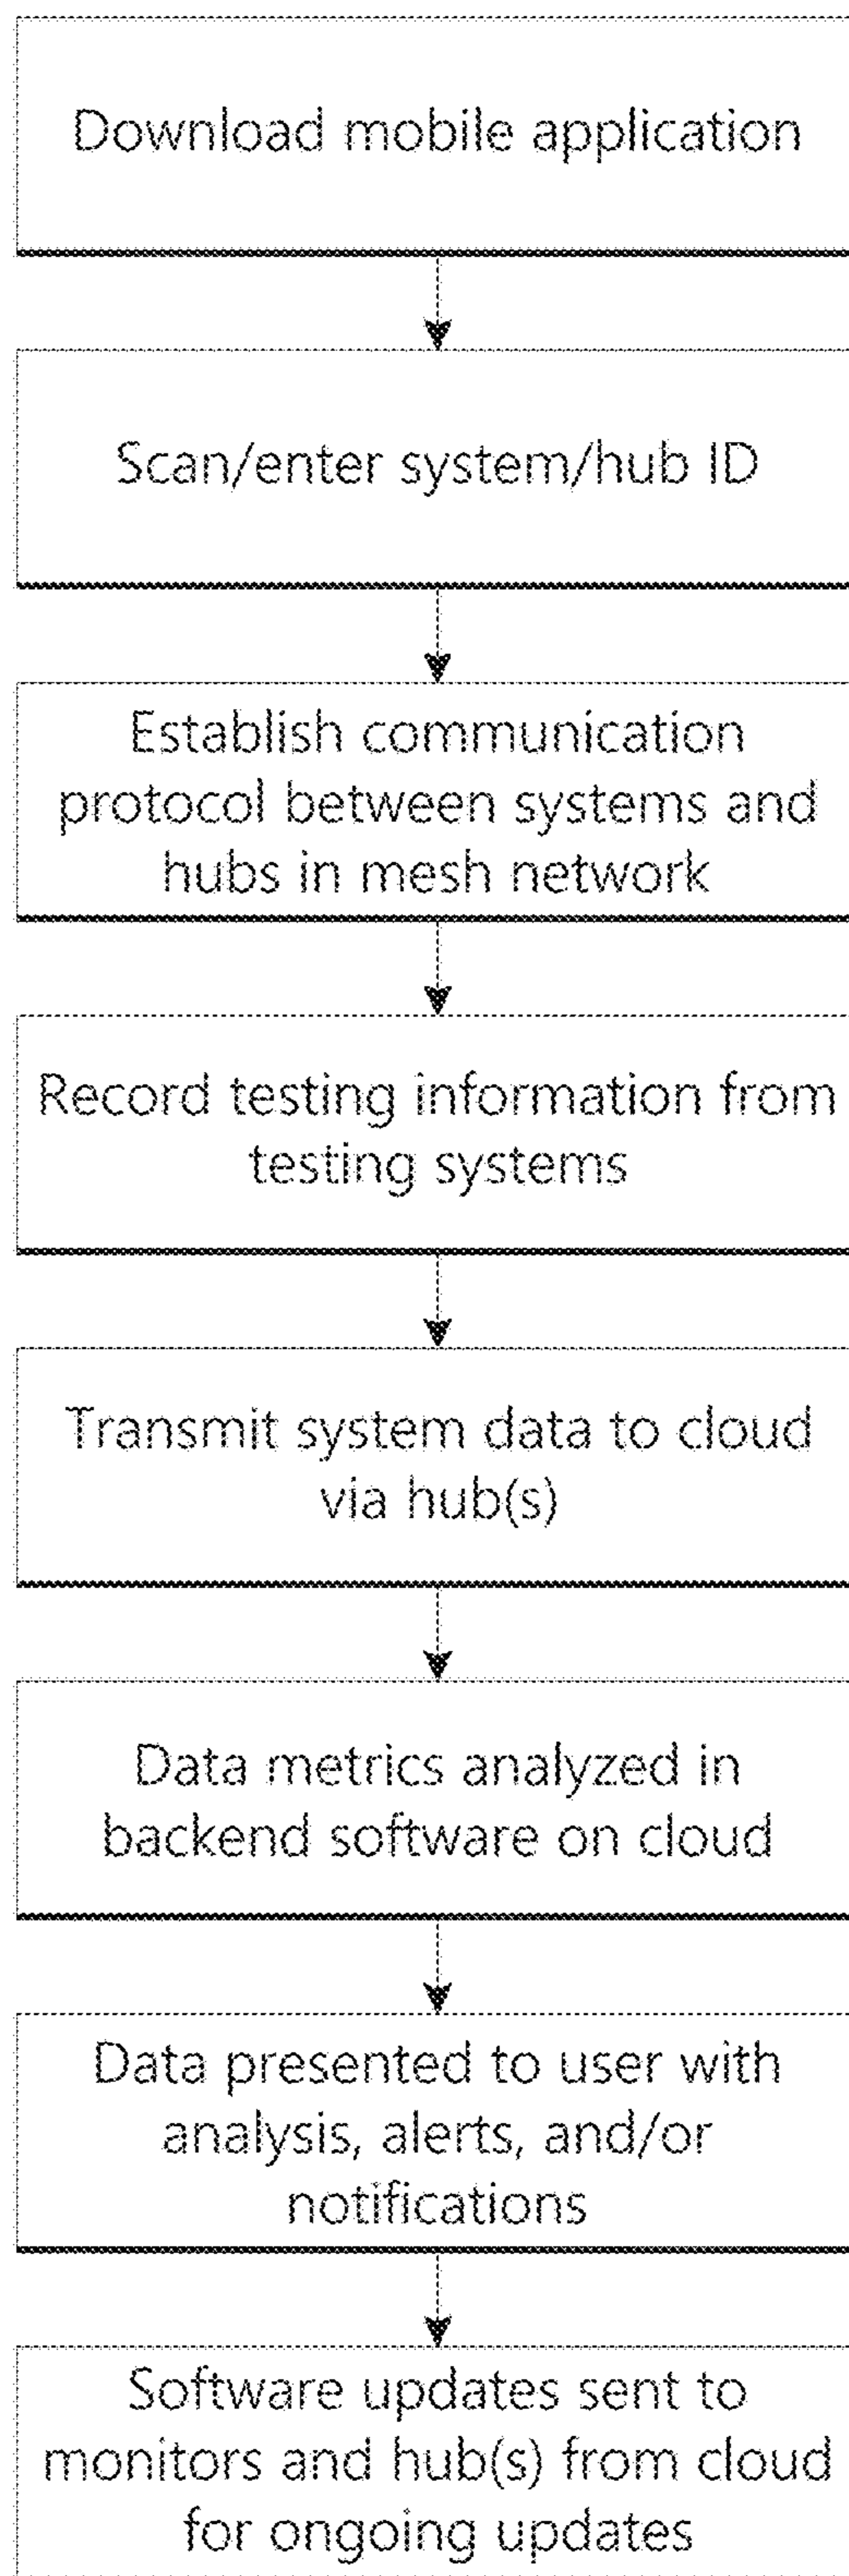 Download mobile application
Scan/enter system/hub ID
Establish communication
protocol between systems and
hubs in mesh network
Record testing information from
testing systems
Transmit system data to cloud
via hub(s)
Data metrics analyzed in
backend software on cloud
Data presented to user with
analysis, alerts, and/or
notifications
Software updates sent to
monitors and hub(s) from cloud
for ongoing updates